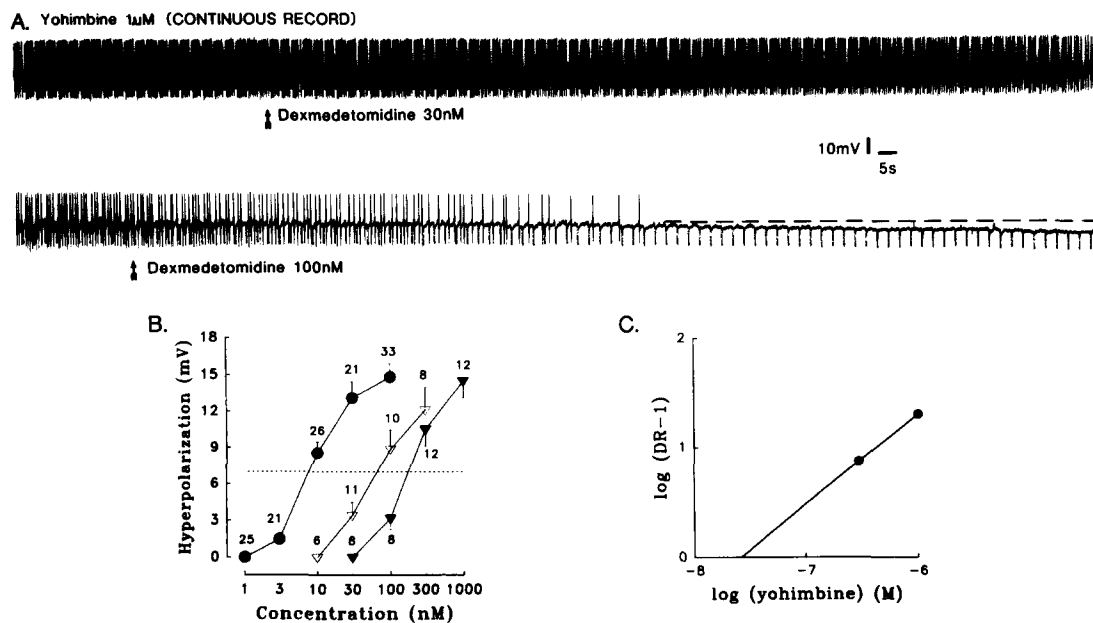 A. Yohimbine 1μM (CONTINUOUS RECORD)
Dexmedetomidine 30nM
10mV
5s
Dexmedetomidine 100nM
B.
Hyperpolarization (mV)
18
15
12
9
6
3
0
25
21
26
21
33
6
11
10
8
8
8
12
12
1 3 10 30 100 300 1000
Concentration (nM)
C.
log (DR-1)
2
1
0
-8 -7 -6
log (yohimbine) (M)